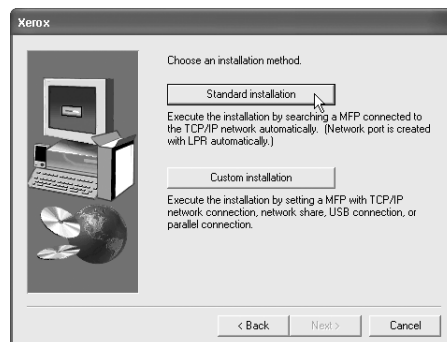 Xerox
Choose an installation method.
Standard installation
Execute the installation by searching a MFP connected to
the TCP/IP network automatically. (Network port is created
with LPR automatically.)
Custom installation
Execute the installation by setting a MFP with TCP/IP
network connection, network share, USB connection, or
parallel connection.
< Back
Next >
Cancel